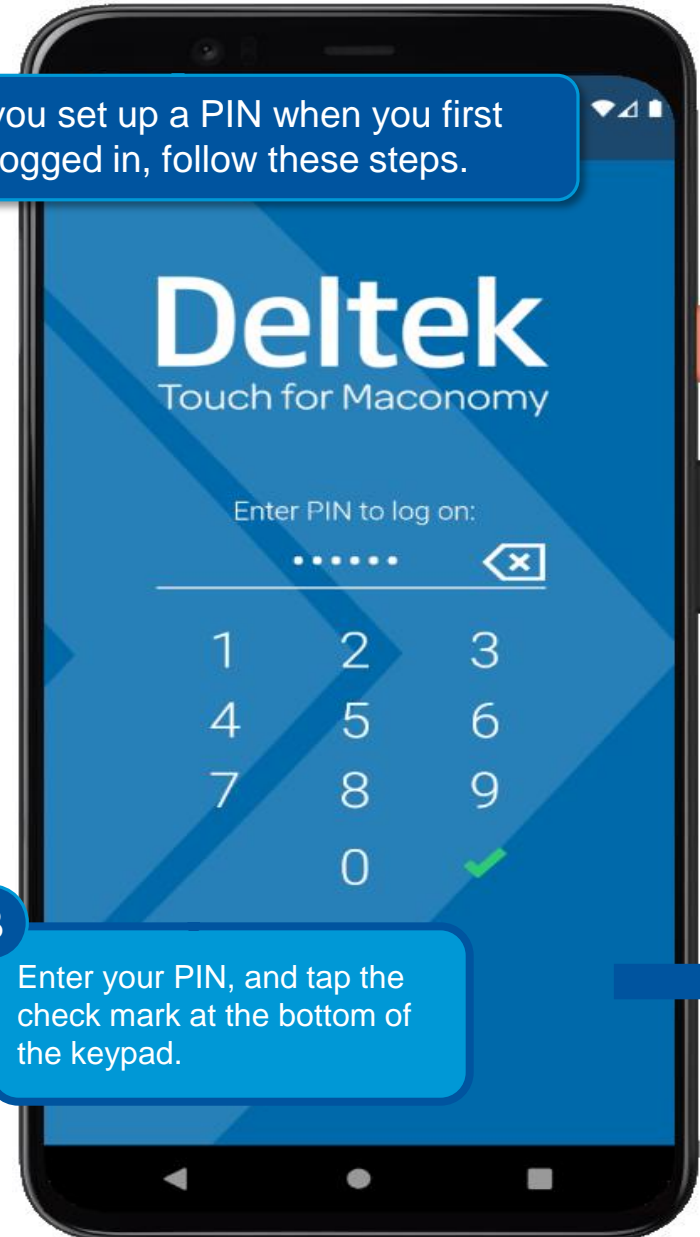 you set up a PIN when you first
logged in, follow these steps.
Deltek
Touch for Maconomy
Enter PIN to log on:
1 2 3
4 5 6
7 8 9
0
Enter your PIN, and tap the
check mark at the bottom of
the keypad.